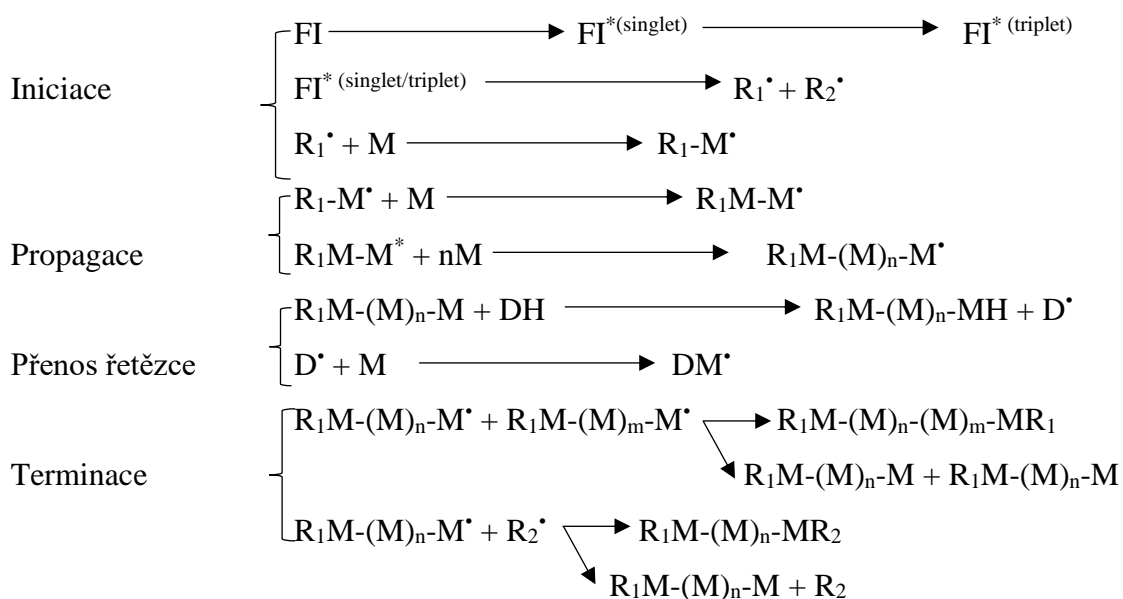 FI ⟶ FI*(singlet) ⟶ FI* (triplet)
Iniciace
FI* (singlet/triplet) ⟶ R₁• + R₂•
R₁• + M ⟶ R₁-M•
R₁-M• + M ⟶ R₁M-M•
Propagace
R₁M-M* + nM ⟶ R₁M-(M)ₙ-M•
R₁M-(M)ₙ-M + DH ⟶ R₁M-(M)ₙ-MH + D•
Přenos řetězce
D• + M ⟶ DM•
R₁M-(M)ₙ-M• + R₁M-(M)ₘ-M• R₁M-(M)ₙ-(M)ₘ-MR₁
Terminace
R₁M-(M)ₙ-M + R₁M-(M)ₙ-M
R₁M-(M)ₙ-M• + R₂• R₁M-(M)ₙ-MR₂
R₁M-(M)ₙ-M + R₂